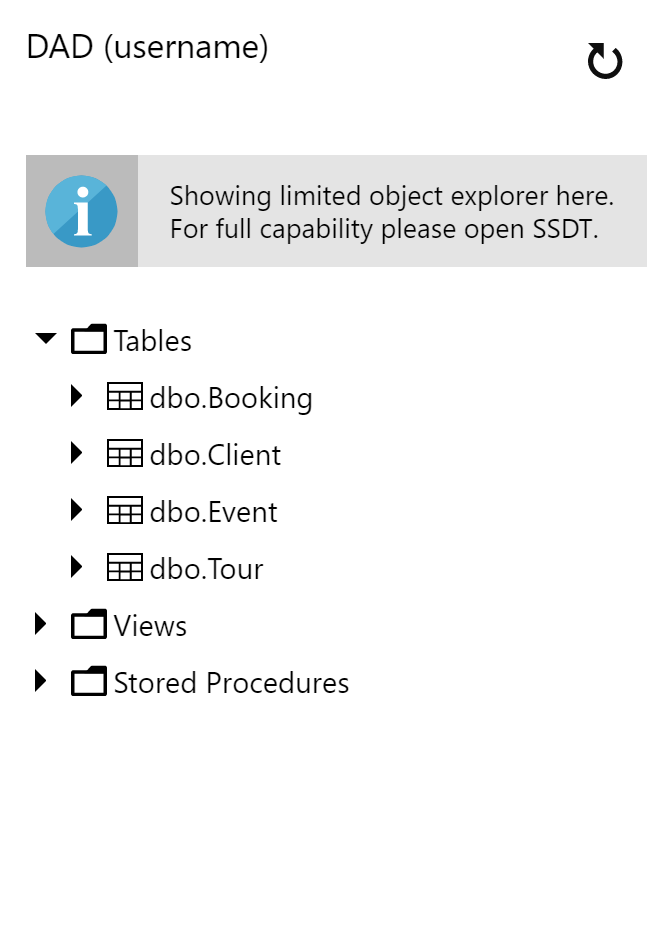 DAD (username)
Showing limited object explorer here.
For full capability please open SSDT.
Tables
dbo.Booking
dbo.Client
dbo.Event
dbo.Tour
Views
Stored Procedures